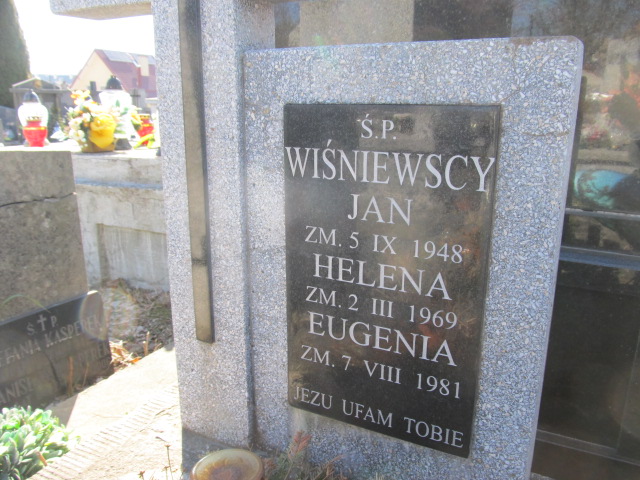 Ś.P.
WIŚNIEWSCY
JAN
ZM. 5 IX 1948
HELENA
ZM. 2 III 1969
EUGENIA
ZM. 7 VIII 1981
JEZU UFAM TOBIE
Ś P